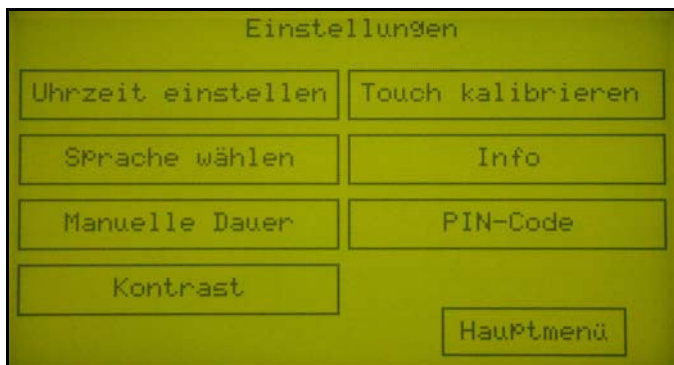 Einstellungen
Uhrzeit einstellen
Touch kalibrieren
Sprache wählen
Info
Manuelle Dauer
PIN-Code
Kontrast
Hauptmenü